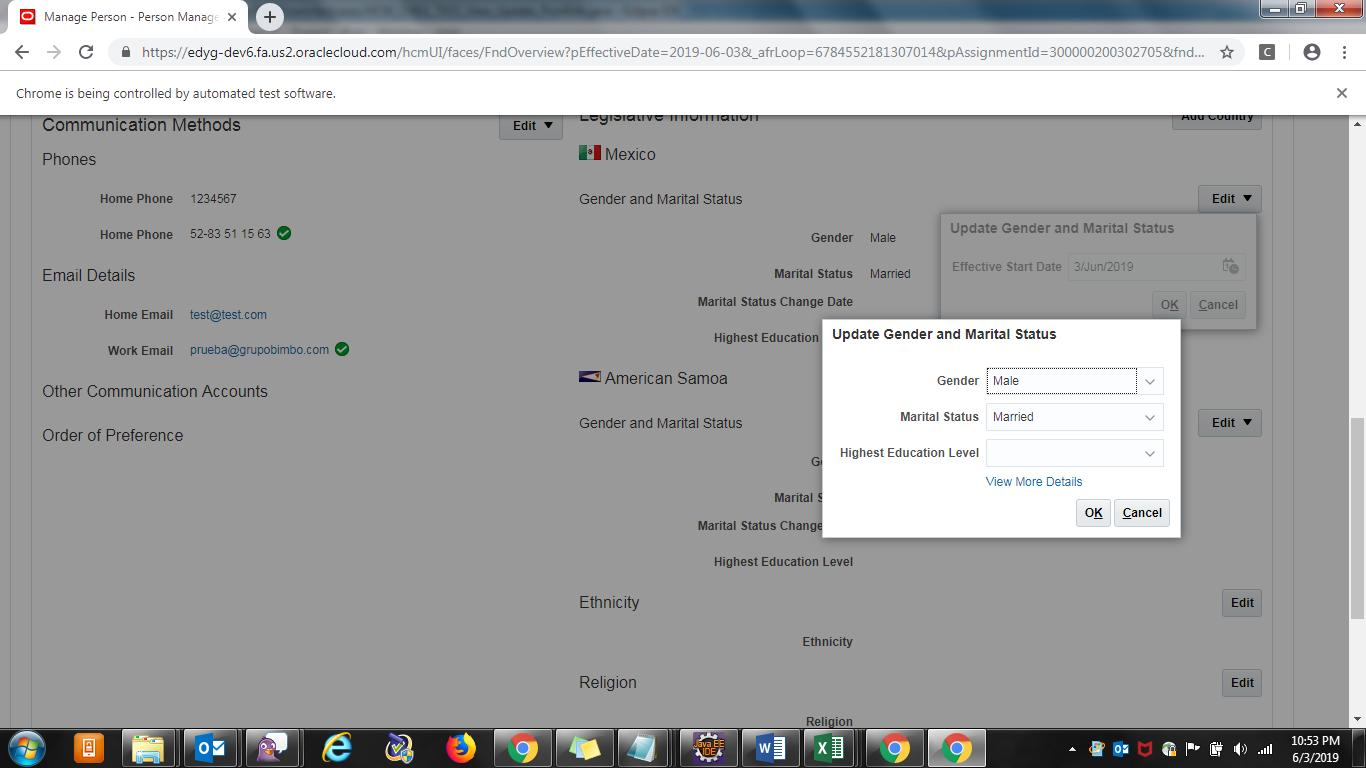 Manage Person - Person Manage
https://edyg-dev6.fa.us2.oraclecloud.com/hcmUI/faces/FndOverview?pEffectiveDate=2019-06-03&_afrLoop=6784552181307014&pAssignmentId=300000200302705&fnd...
C
Chrome is being controlled by automated test software.
Communication Methods
Edit
Phones
Home Phone 1234567
Home Phone 52-83 51 15 63
Email Details
Home Email test@test.com
Work Email prueba@grupobimbo.com
Other Communication Accounts
Order of Preference
Legislative Information
Add Country
Mexico
Gender and Marital Status
Edit
Gender Male
Marital Status Married
Marital Status Change Date
Highest Education
Update Gender and Marital Status
Effective Start Date 3/Jun/2019
OK Cancel
Update Gender and Marital Status
Gender Male
Marital Status Married
Highest Education Level
View More Details
OK Cancel
American Samoa
Gender and Marital Status
Edit
Ge
Marital S
Marital Status Change
Highest Education Level
Ethnicity
Edit
Ethnicity
Religion
Edit
Religion
Java EE
IDE
10:53 PM
6/3/2019